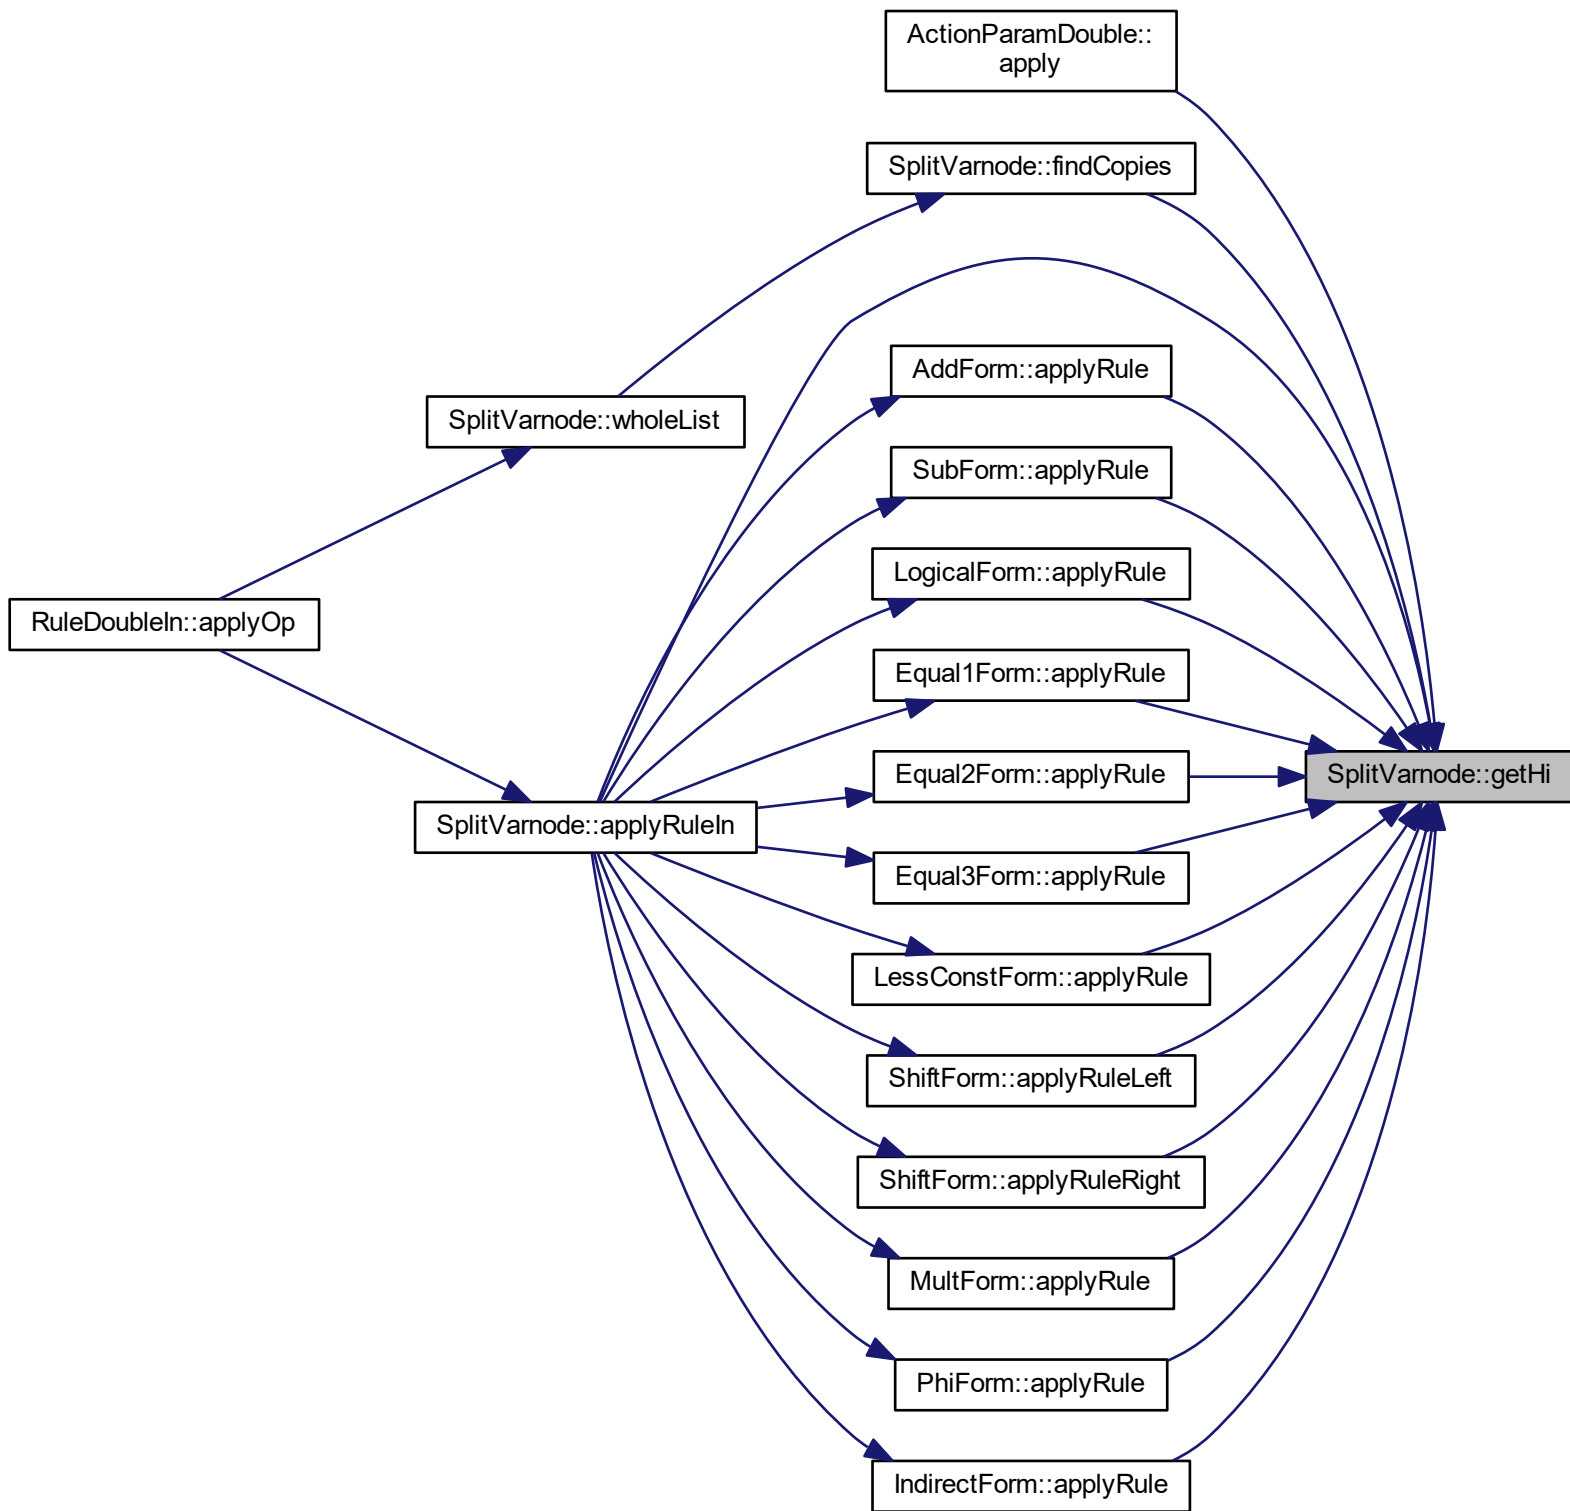 ActionParamDouble::
apply
SplitVarnode::findCopies
AddForm::applyRule
SplitVarnode::wholeList
SubForm::applyRule
LogicalForm::applyRule
RuleDoubleIn::applyOp
Equal1Form::applyRule
Equal2Form::applyRule
SplitVarnode::getHi
SplitVarnode::applyRuleIn
Equal3Form::applyRule
LessConstForm::applyRule
ShiftForm::applyRuleLeft
ShiftForm::applyRuleRight
MultForm::applyRule
PhiForm::applyRule
IndirectForm::applyRule